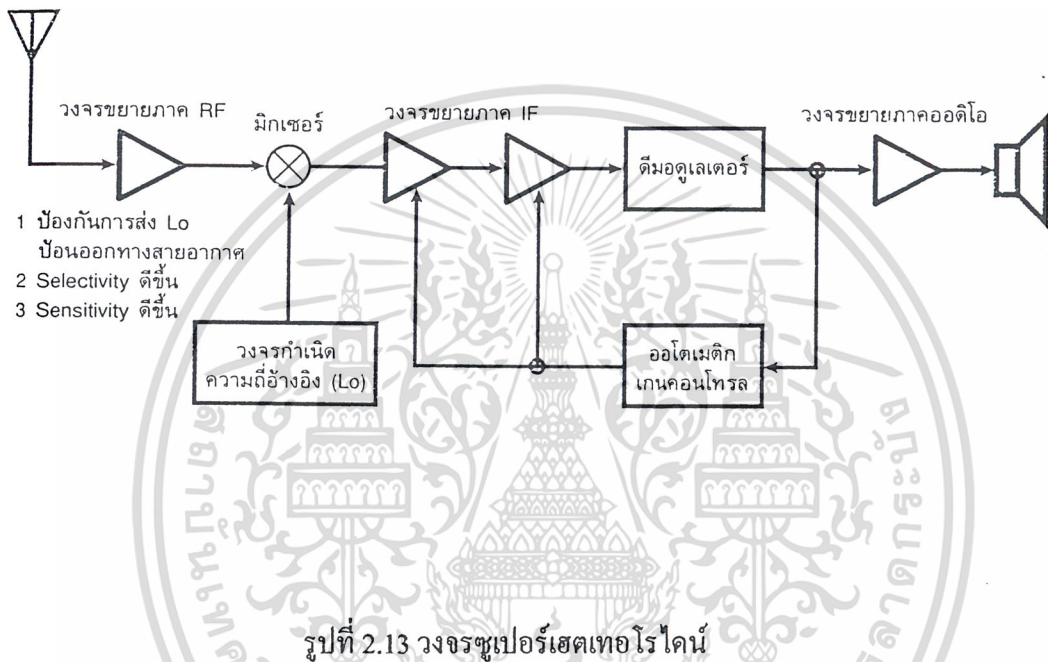 วงจรขยายภาค RF
มิกเซอร์
วงจรขยายภาค IF
ดีมอดูเลเตอร์
วงจรขยายภาคออดิโอ
1 ป้องกันการส่ง Lo
ป้อนออกทางสายอากาศ
2 Selectivity ดีขึ้น
3 Sensitivity ดีขึ้น
วงจรกำเนิด
ความถี่อ้างอิง (Lo)
ออโตเมติก
เกนคอนโทรล
รูปที่ 2.13 วงจรซูเปอร์เฮตเทอโรไดน์